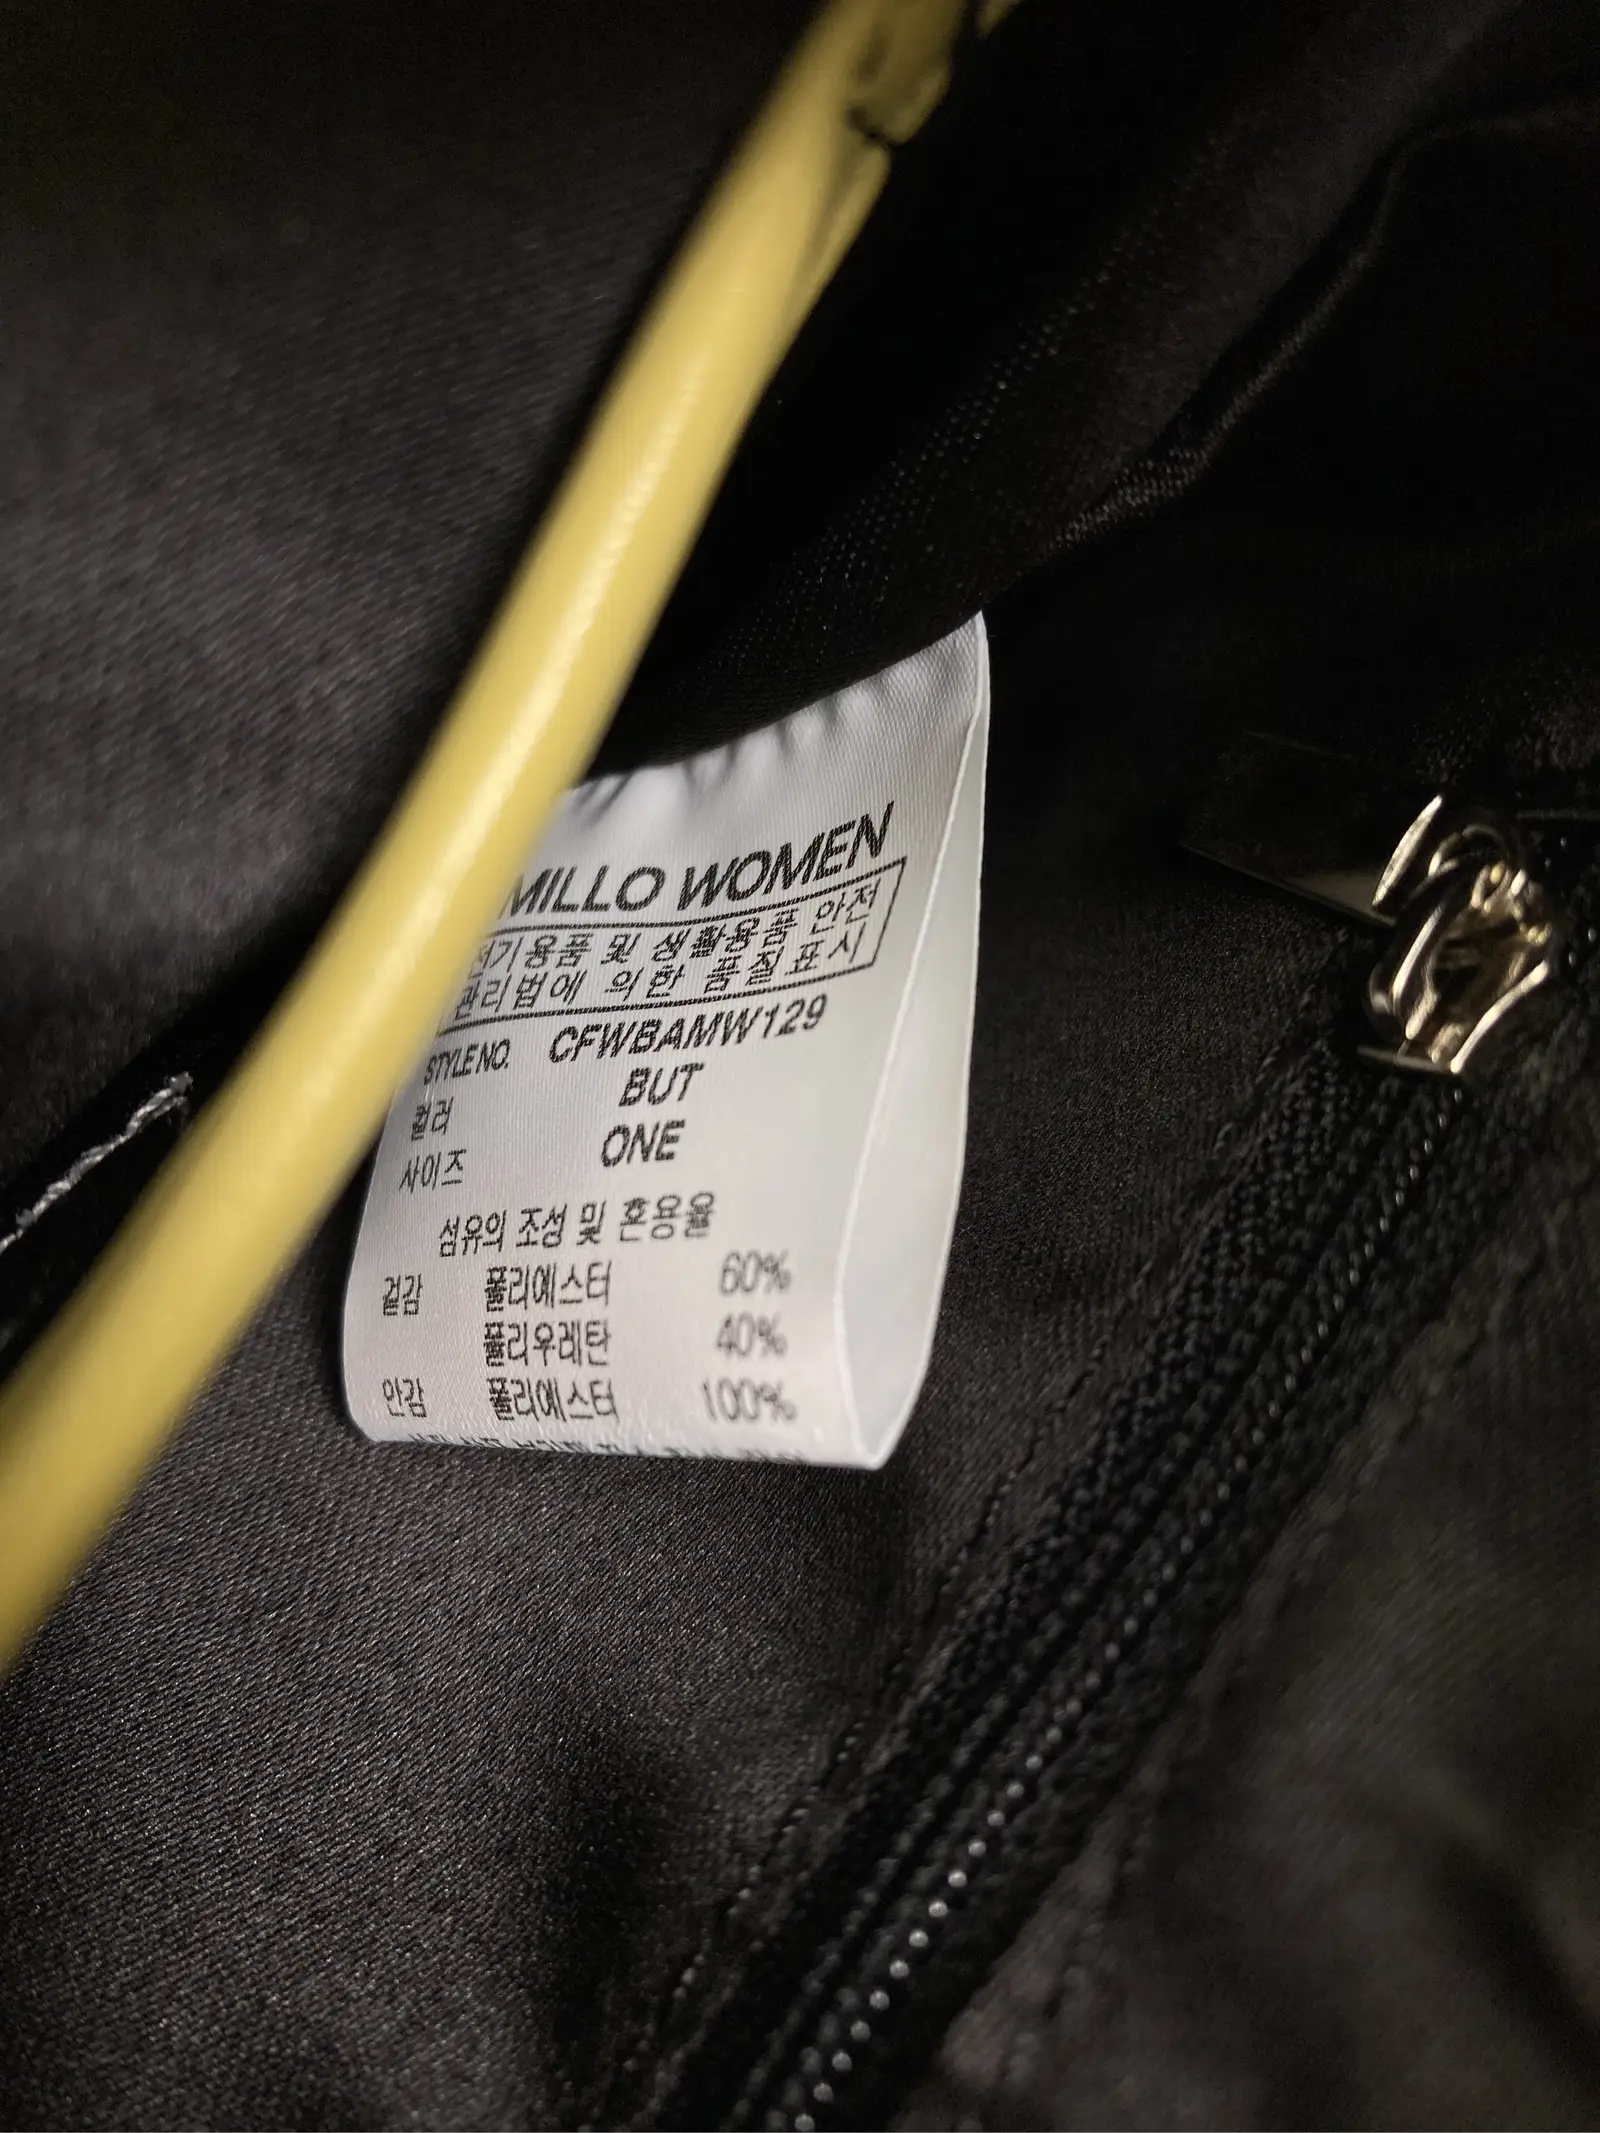 MILLO WOMEN
전기용품 및 생활용품 안전
관리법에 의한 품질표시
STYLE NO. CFWBAMW129
컬러 BUT
사이즈 ONE
섬유의 조성 및 혼용율
겉감 폴리에스터 60%
폴리우레탄 40%
안감 폴리에스터 100%